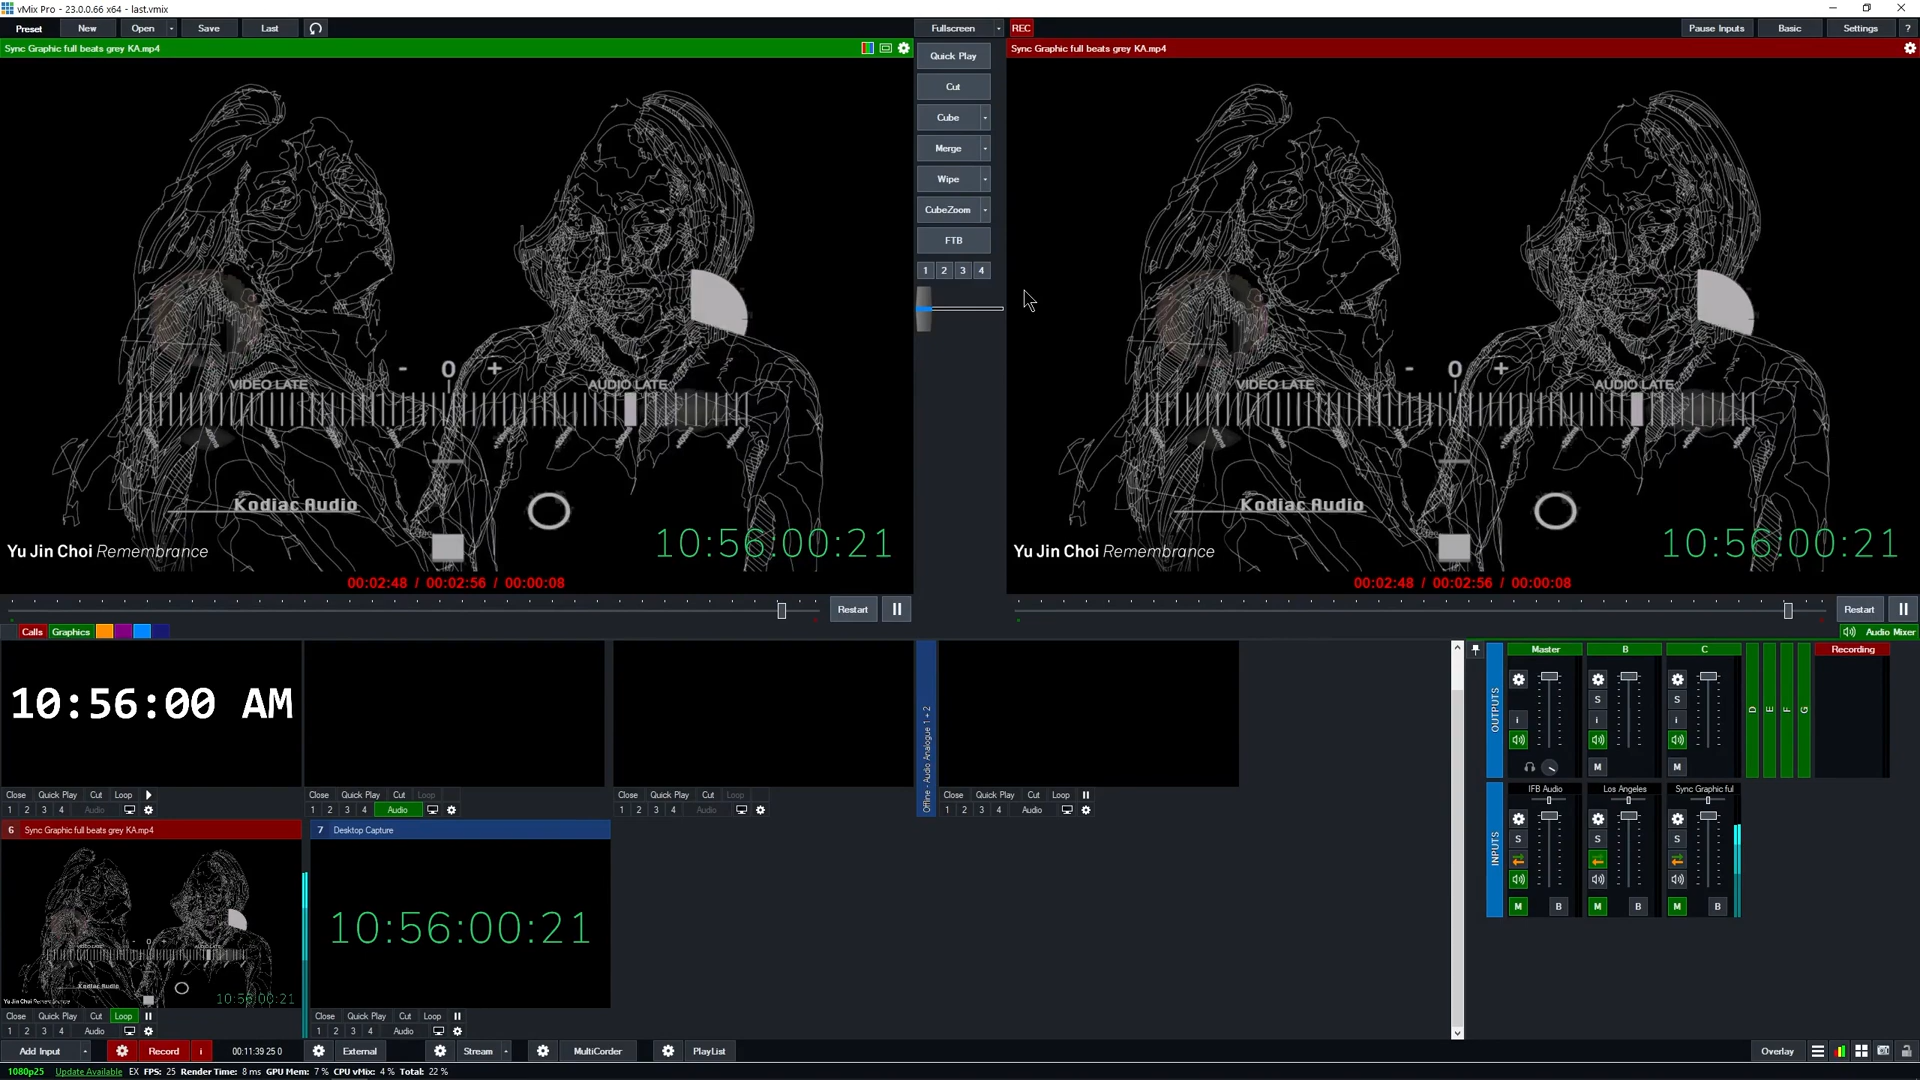 vMix Pro - 23.0.0.66 x64 - last.vmix
Preset New Open Save Last Fullscreen REC Pause Inputs Basic Settings ?
Sync Graphic full beats grey KA.mp4
Sync Graphic full beats grey KA.mp4
Quick Play
Cut
Cube
Merge
Wipe
CubeZoom
FTB
1 2 3 4
- 0 +
VIDEO LATE AUDIO LATE
Kodiac Audio
Yu Jin Choi Remembrance
10:56:00:21
00:02:48 / 00:02:56 / 00:00:08
Restart
- 0 +
VIDEO LATE AUDIO LATE
Kodiac Audio
Yu Jin Choi Remembrance
10:56:00:21
00:02:48 / 00:02:56 / 00:00:08
Restart
Calls Graphics
Audio Mixer
10:56:00 AM
Close Quick Play Cut Loop
1 2 3 4 Audio
Close Quick Play Cut Loop
1 2 3 4 Audio
Close Quick Play Cut Loop
1 2 3 4 Audio
Offline - Audio Analogue 1 + 2
Close Quick Play Cut Loop
1 2 3 4 Audio
OUTPUTS
Master B C D E F G Recording
i S i S i
M M
INPUTS
IFB Audio Los Angeles Sync Graphic ful
S S S
M B M B M B
6 Sync Graphic full beats grey KA.mp4
Kodiac Audio
Yu Jin Choi Remembrance
10:56:00:21
Close Quick Play Cut Loop
1 2 3 4 Audio
7 Desktop Capture
10:56:00:21
Close Quick Play Cut Loop
1 2 3 4 Audio
Add Input Record i 00:11:39 25 0 External Stream MultiCorder PlayList Overlay
1080p25 Update Available EX FPS: 25 Render Time: 8 ms GPU Mem: 7 % CPU vMix: 4 % Total: 22 %